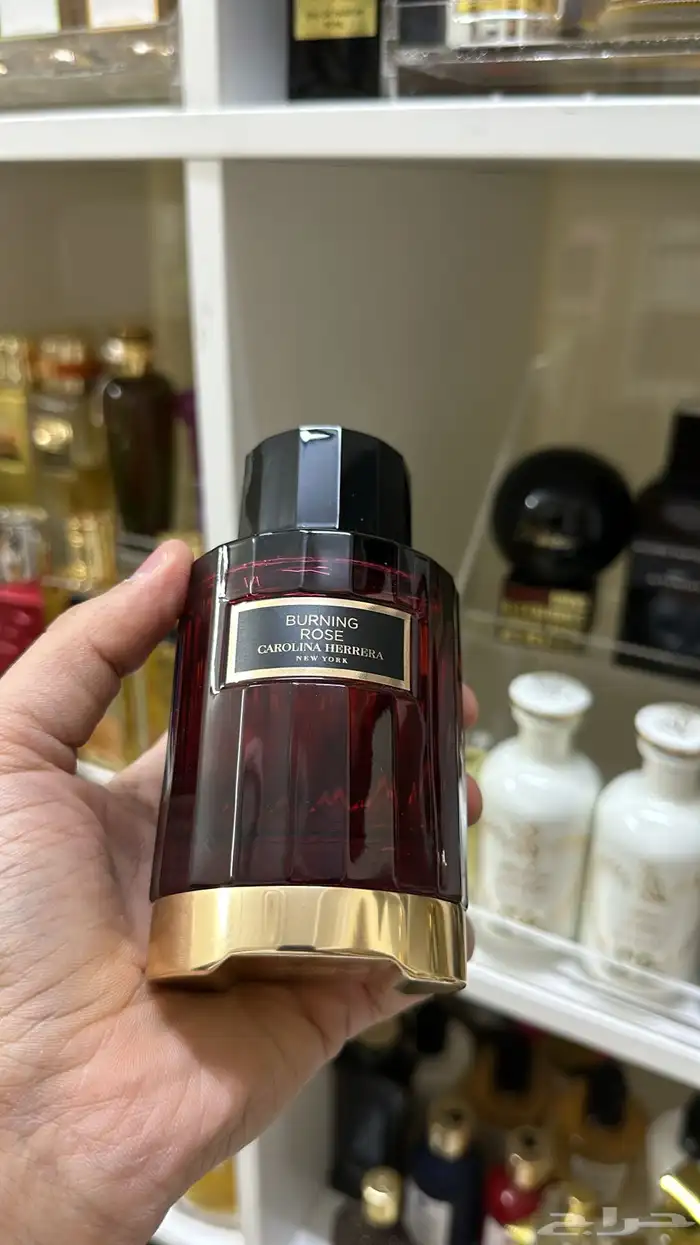 BURNING
ROSE
CAROLINA HERRERA
NEW YORK
حراج